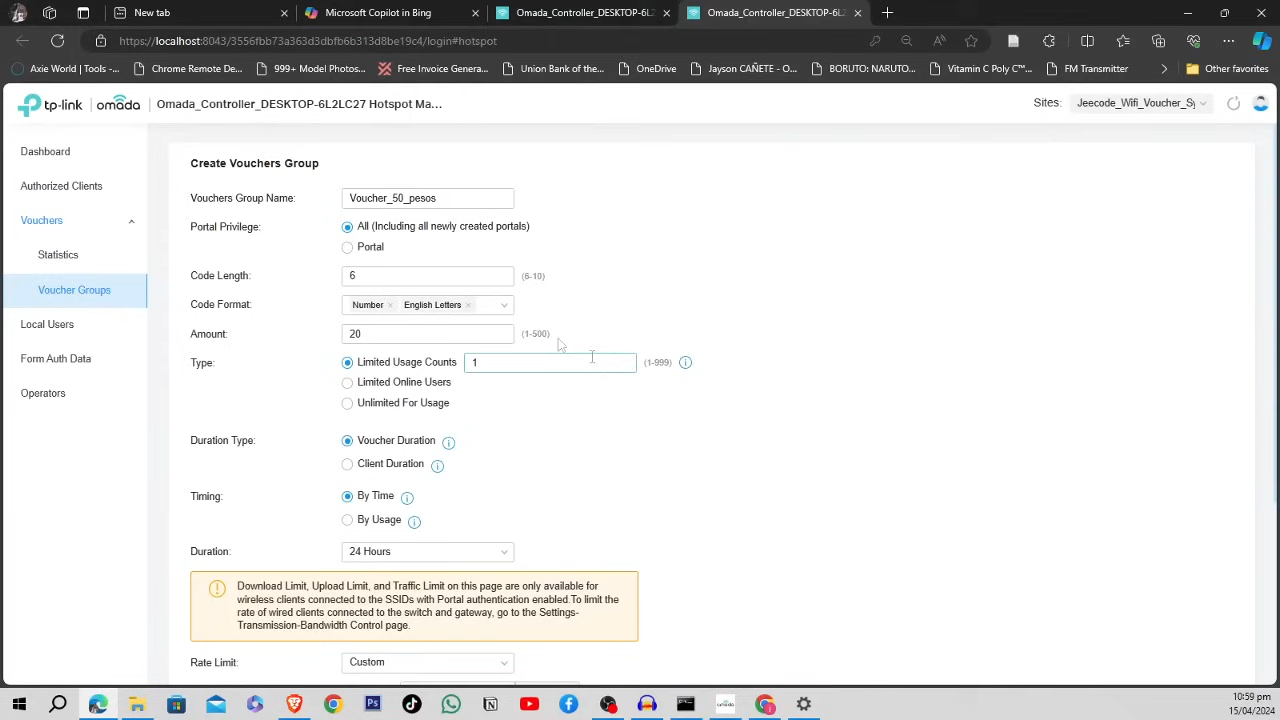 New tab
Microsoft Copilot in Bing
Omada_Controller_DESKTOP-6L2LC27
Omada_Controller_DESKTOP-6L2LC27
https://localhost:8043/3556fbb73a363d3dbfb6b313d8be19c4/login#hotspot
Axie World | Tools -...
Chrome Remote De...
999+ Model Photos...
Free Invoice Genera...
Union Bank of the...
OneDrive
Jayson CAÑETE - O...
BORUTO: NARUTO...
Vitamin C Poly C™...
FM Transmitter
Other favorites
tp-link | omada
Omada_Controller_DESKTOP-6L2LC27 Hotspot Ma...
Sites:
Dashboard
Authorized Clients
Vouchers
Statistics
Voucher Groups
Local Users
Form Auth Data
Operators
Create Vouchers Group
Vouchers Group Name: Voucher_50_pesos
Portal Privilege: All (Including all newly created portals)
Portal
Code Length: 6 (6-10)
Code Format: Number × English Letters ×
Amount: 20 (1-500)
Type: Limited Usage Counts 1 (1-999)
Limited Online Users
Unlimited For Usage
Duration Type: Voucher Duration
Client Duration
Timing: By Time
By Usage
Duration: 24 Hours
Download Limit, Upload Limit, and Traffic Limit on this page are only available for
wireless clients connected to the SSIDs with Portal authentication enabled.To limit the
rate of wired clients connected to the switch and gateway, go to the Settings-
Transmission-Bandwidth Control page.
Rate Limit: Custom
10:59 pm
15/04/2024